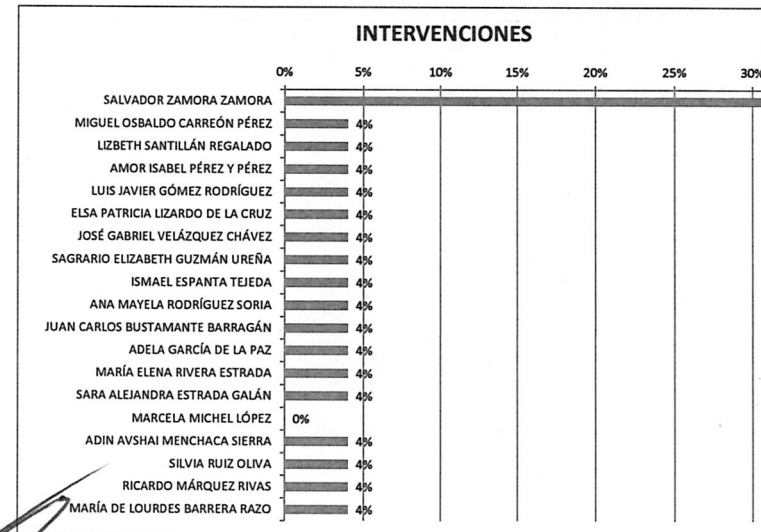 INTERVENCIONES
0% 5% 10% 15% 20% 25% 30%
SALVADOR ZAMORA ZAMORA
MIGUEL OSBALDO CARREÓN PÉREZ 4%
LIZBETH SANTILLÁN REGALADO 4%
AMOR ISABEL PÉREZ Y PÉREZ 4%
LUIS JAVIER GÓMEZ RODRÍGUEZ 4%
ELSA PATRICIA LIZARDO DE LA CRUZ 4%
JOSÉ GABRIEL VELÁZQUEZ CHÁVEZ 4%
SAGRARIO ELIZABETH GUZMÁN UREÑA 4%
ISMAEL ESPANTA TEJEDA 4%
ANA MAYELA RODRÍGUEZ SORIA 4%
JUAN CARLOS BUSTAMANTE BARRAGÁN 4%
ADELA GARCÍA DE LA PAZ 4%
MARÍA ELENA RIVERA ESTRADA 4%
SARA ALEJANDRA ESTRADA GALÁN 4%
MARCELA MICHEL LÓPEZ 0%
ADIN AVSHAI MENCHACA SIERRA 4%
SILVIA RUIZ OLIVA 4%
RICARDO MÁRQUEZ RIVAS 4%
MARÍA DE LOURDES BARRERA RAZO 4%